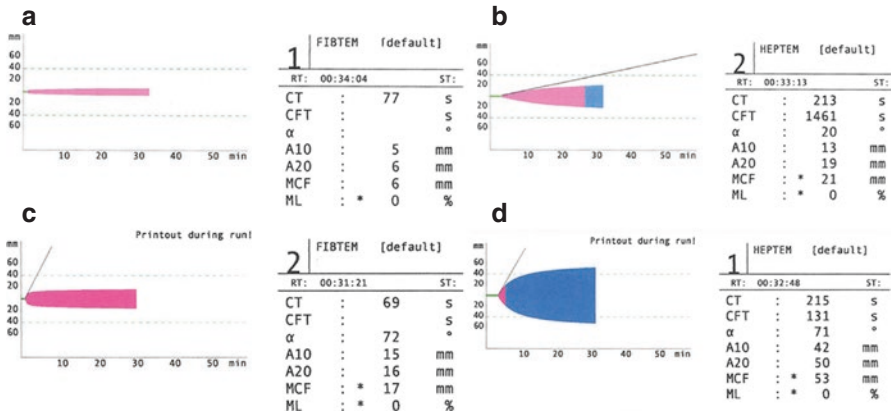 a
mm
60
40
20
20
40
60
10 20 30 40 50 min
1 FIBTEM [default]
RT: 00:34:04 ST:
CT : 77 s
CFT : s
α : °
A10 : 5 mm
A20 : 6 mm
MCF : 6 mm
ML : * 0 %
b
mm
60
40
20
20
40
60
10 20 30 40 50 min
2 HEPTEM [default]
RT: 00:33:13 ST:
CT : 213 s
CFT : 1461 s
α : 20 °
A10 : 13 mm
A20 : 19 mm
MCF : * 21 mm
ML : * 0 %
c
Printout during run!
mm
60
40
20
20
40
60
10 20 30 40 50 min
2 FIBTEM [default]
RT: 00:31:21 ST:
CT : 69 s
CFT : s
α : 72 °
A10 : 15 mm
A20 : 16 mm
MCF : * 17 mm
ML : * 0 %
d
Printout during run!
mm
60
40
20
20
40
60
10 20 30 40 50 min
1 HEPTEM [default]
RT: 00:32:48 ST:
CT : 215 s
CFT : 131 s
α : 71 °
A10 : 42 mm
A20 : 50 mm
MCF : * 53 mm
ML : * 0 %